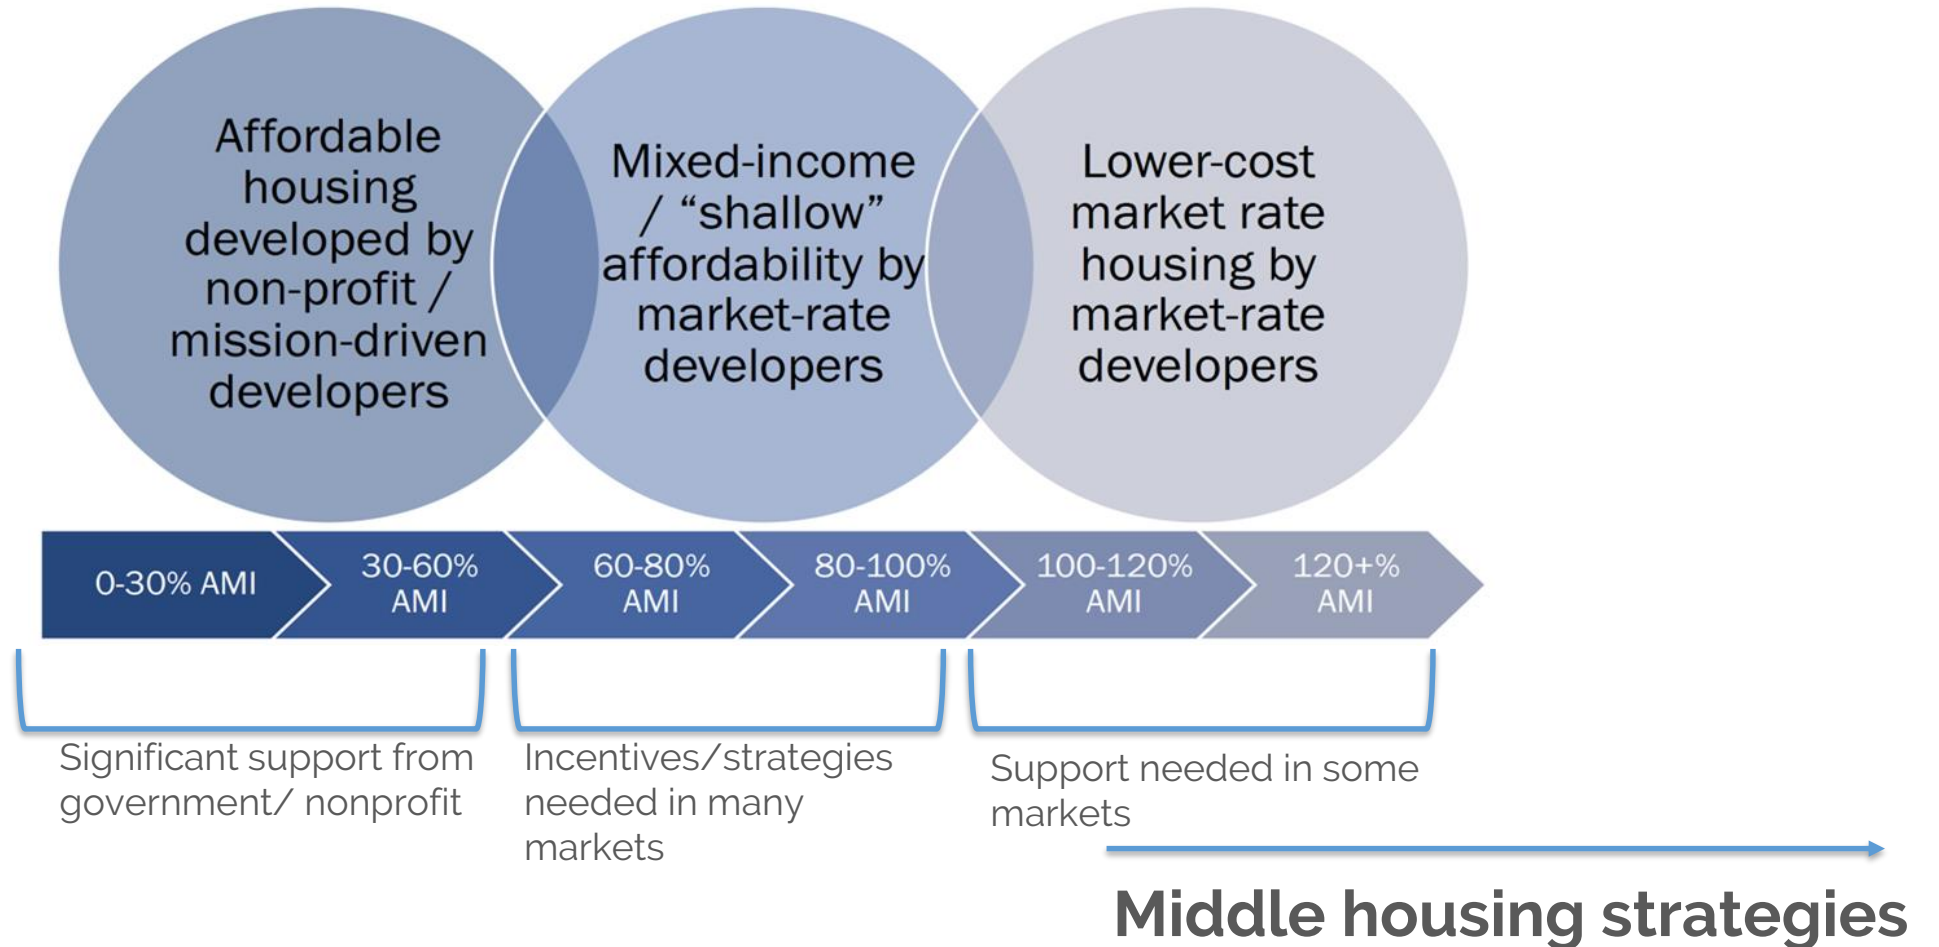 Affordable
housing
developed by
non-profit /
mission-driven
developers
Mixed-income
/ “shallow”
affordability by
market-rate
developers
Lower-cost
market rate
housing by
market-rate
developers
0-30% AMI
30-60%
AMI
60-80%
AMI
80-100%
AMI
100-120%
AMI
120+%
AMI
Significant support from
government/ nonprofit
Incentives/strategies
needed in many
markets
Support needed in some
markets
Middle housing strategies